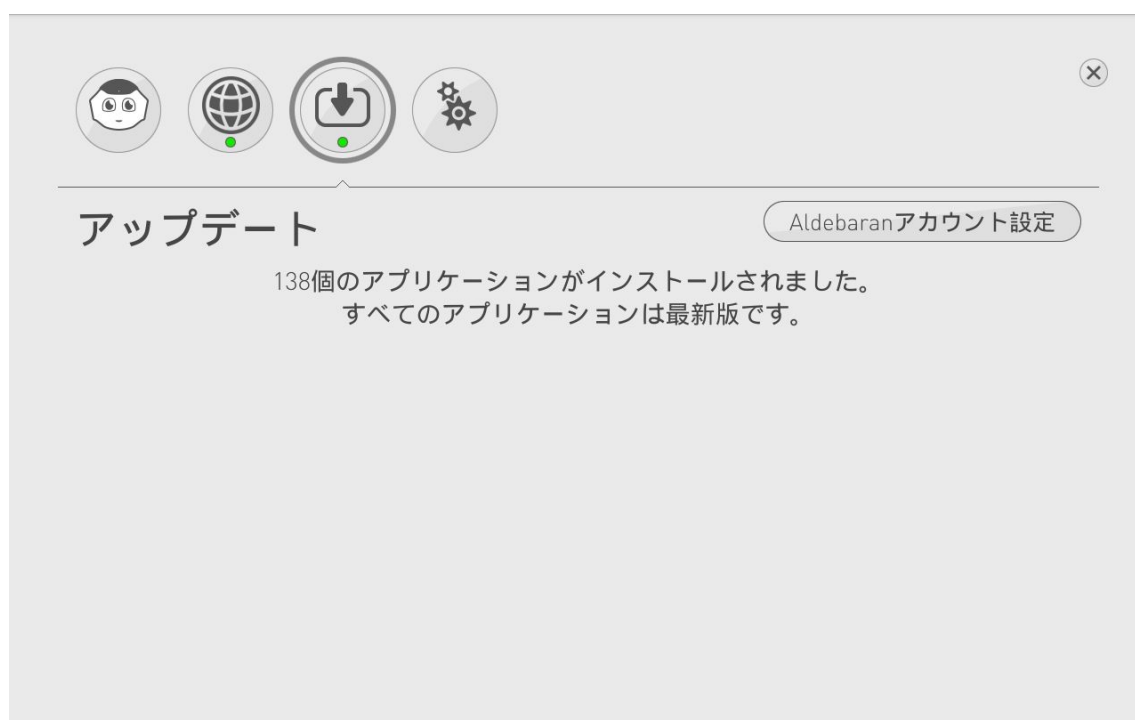 アップデート
Aldebaranアカウント設定
138個のアプリケーションがインストールされました。
すべてのアプリケーションは最新版です。